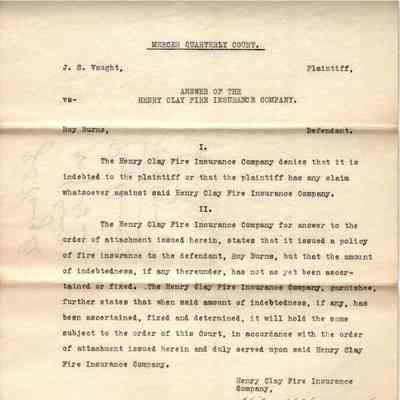 MERCER QUARTERLY COURT.
J. S. Vaught, Plaintiff,
ANSWER OF THE
vs- HENRY CLAY FIRE INSURANCE COMPANY.
Roy Burns, Defendant.
I.
The Henry Clay Fire Insurance Company denies that it is
indebted to the plaintiff or that the plaintiff has any claim
whatsoever against said Henry Clay Fire Insurance Company.
II.
The Henry Clay Fire Insurance Company for answer to the
order of attachment issued herein, states that it issued a policy
of fire insurance to the defendant, Roy Burns, but that the amount
of indebtedness, if any thereunder, has not as yet been ascer-
tained or fixed. The Henry Clay Fire Insurance Company, garnishee,
further states that when said amount of indebtedness, if any, has
been ascertained, fixed and determined, it will hold the same
subject to the order of this Court, in accordance with the order
of attachment issued herein and duly served upon said Henry Clay
Fire Insurance Company.
Henry Clay Fire Insurance
Company,